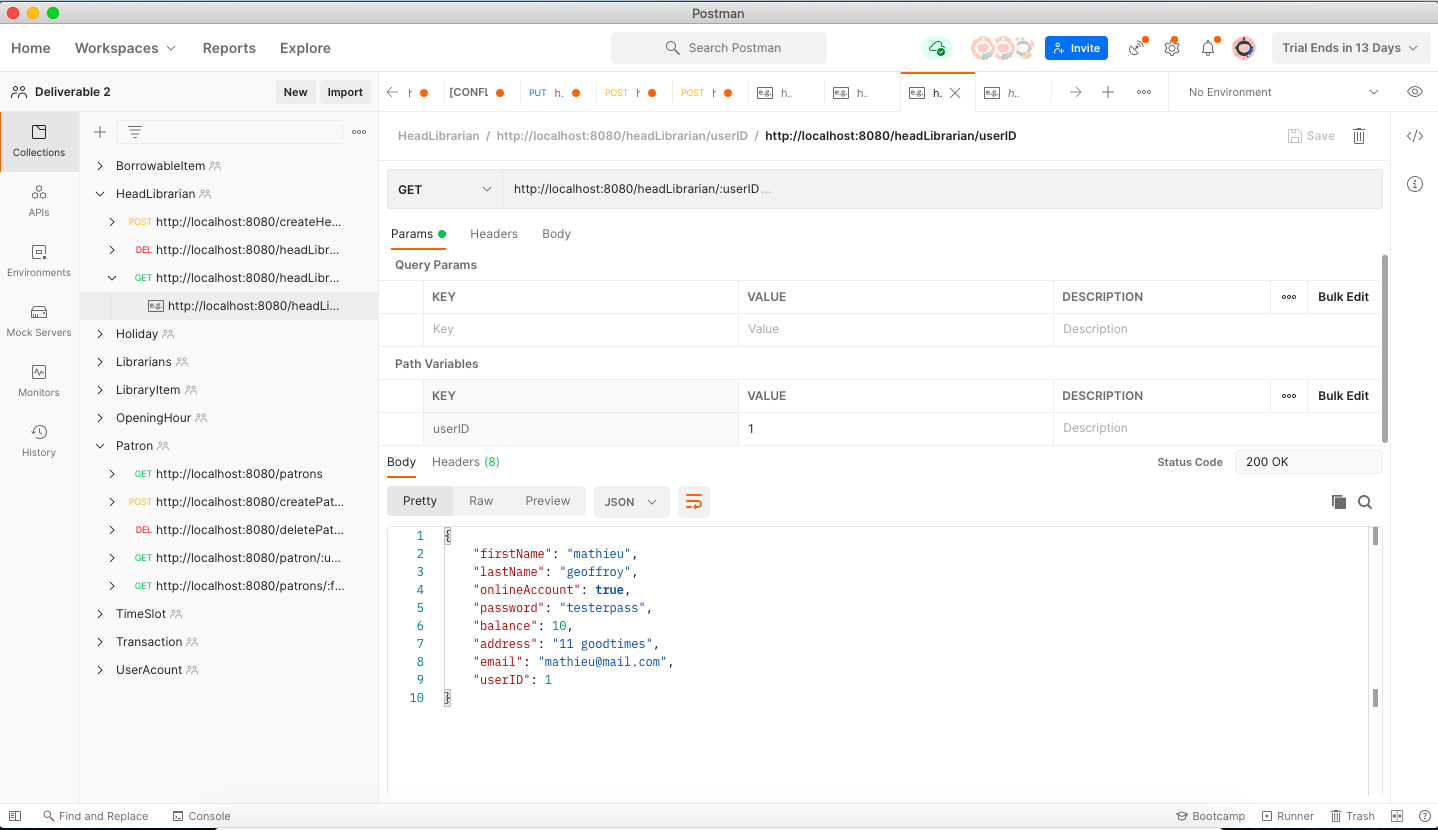 Postman
Home Workspaces Reports Explore Search Postman Invite Trial Ends in 13 Days
Deliverable 2 New Import
h [CONFL PUT h. POST h POST h e.g. h.. e.g. h.. e.g. h. e.g. h.. ooo No Environment
HeadLibrarian / http://localhost:8080/headLibrarian/userID / http://localhost:8080/headLibrarian/userID Save
GET http://localhost:8080/headLibrarian/:userID ...
Params Headers Body
Query Params
KEY VALUE DESCRIPTION ooo Bulk Edit
Key Value Description
Path Variables
KEY VALUE DESCRIPTION ooo Bulk Edit
userID 1 Description
Collections
APIs
Environments
Mock Servers
Monitors
History
BorrowableItem
HeadLibrarian
POST http://localhost:8080/createHe...
DEL http://localhost:8080/headLibr...
GET http://localhost:8080/headLibr...
e.g. http://localhost:8080/headLi...
Holiday
Librarians
LibraryItem
OpeningHour
Patron
GET http://localhost:8080/patrons
POST http://localhost:8080/createPat...
DEL http://localhost:8080/deletePat...
GET http://localhost:8080/patron/:u...
GET http://localhost:8080/patrons/:f...
TimeSlot
Transaction
UserAcount
Body Headers (8) Status Code 200 OK
Pretty Raw Preview JSON
1 {
2 "firstName": "mathieu",
3 "lastName": "geoffroy",
4 "onlineAccount": true,
5 "password": "testerpass",
6 "balance": 10,
7 "address": "11 goodtimes",
8 "email": "mathieu@mail.com",
9 "userID": 1
10 }
Find and Replace Console Bootcamp Runner Trash